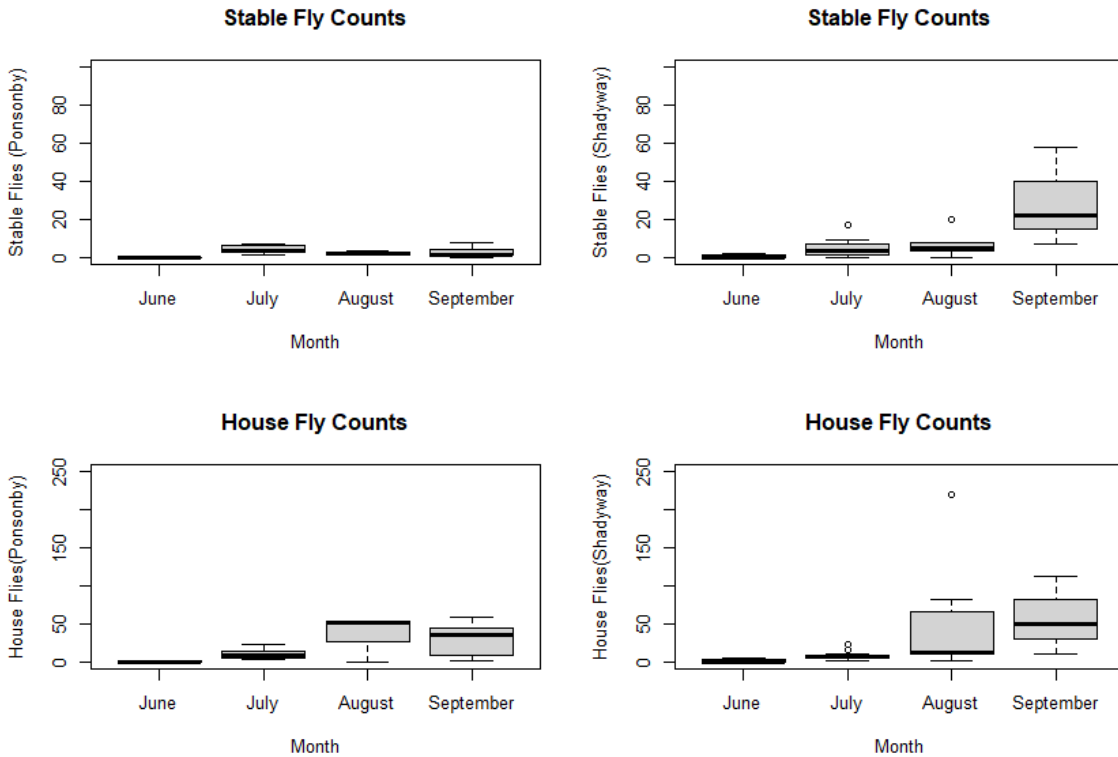 Stable Fly Counts
Stable Flies (Ponsonby)
80
60
40
20
0
June July August September
Month
Stable Fly Counts
Stable Flies (Shadyway)
80
60
40
20
0
June July August September
Month
House Fly Counts
House Flies(Ponsonby)
250
150
50
0
June July August September
Month
House Fly Counts
House Flies(Shadyway)
250
150
50
0
June July August September
Month